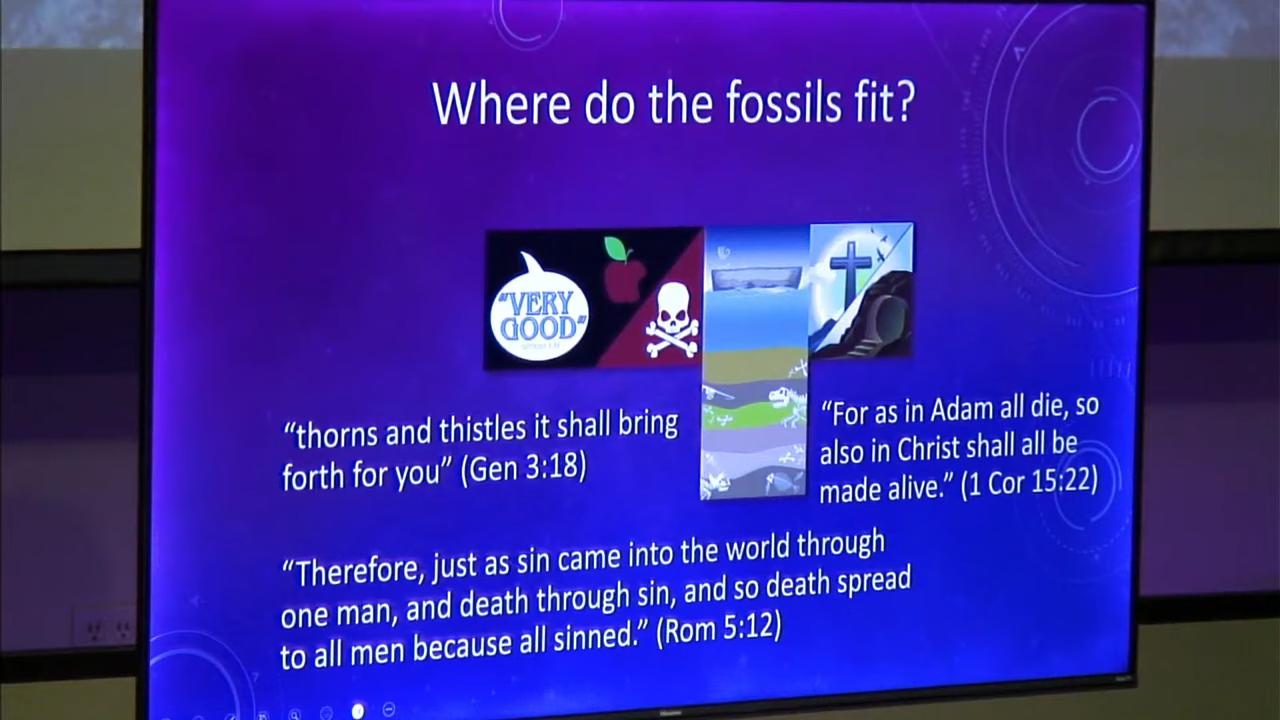 Where do the fossils fit?
"VERY
GOOD"
"thorns and thistles it shall bring
forth for you" (Gen 3:18)
"For as in Adam all die, so
also in Christ shall all be
made alive." (1 Cor 15:22)
"Therefore, just as sin came into the world through
one man, and death through sin, and so death spread
to all men because all sinned." (Rom 5:12)
Hisense